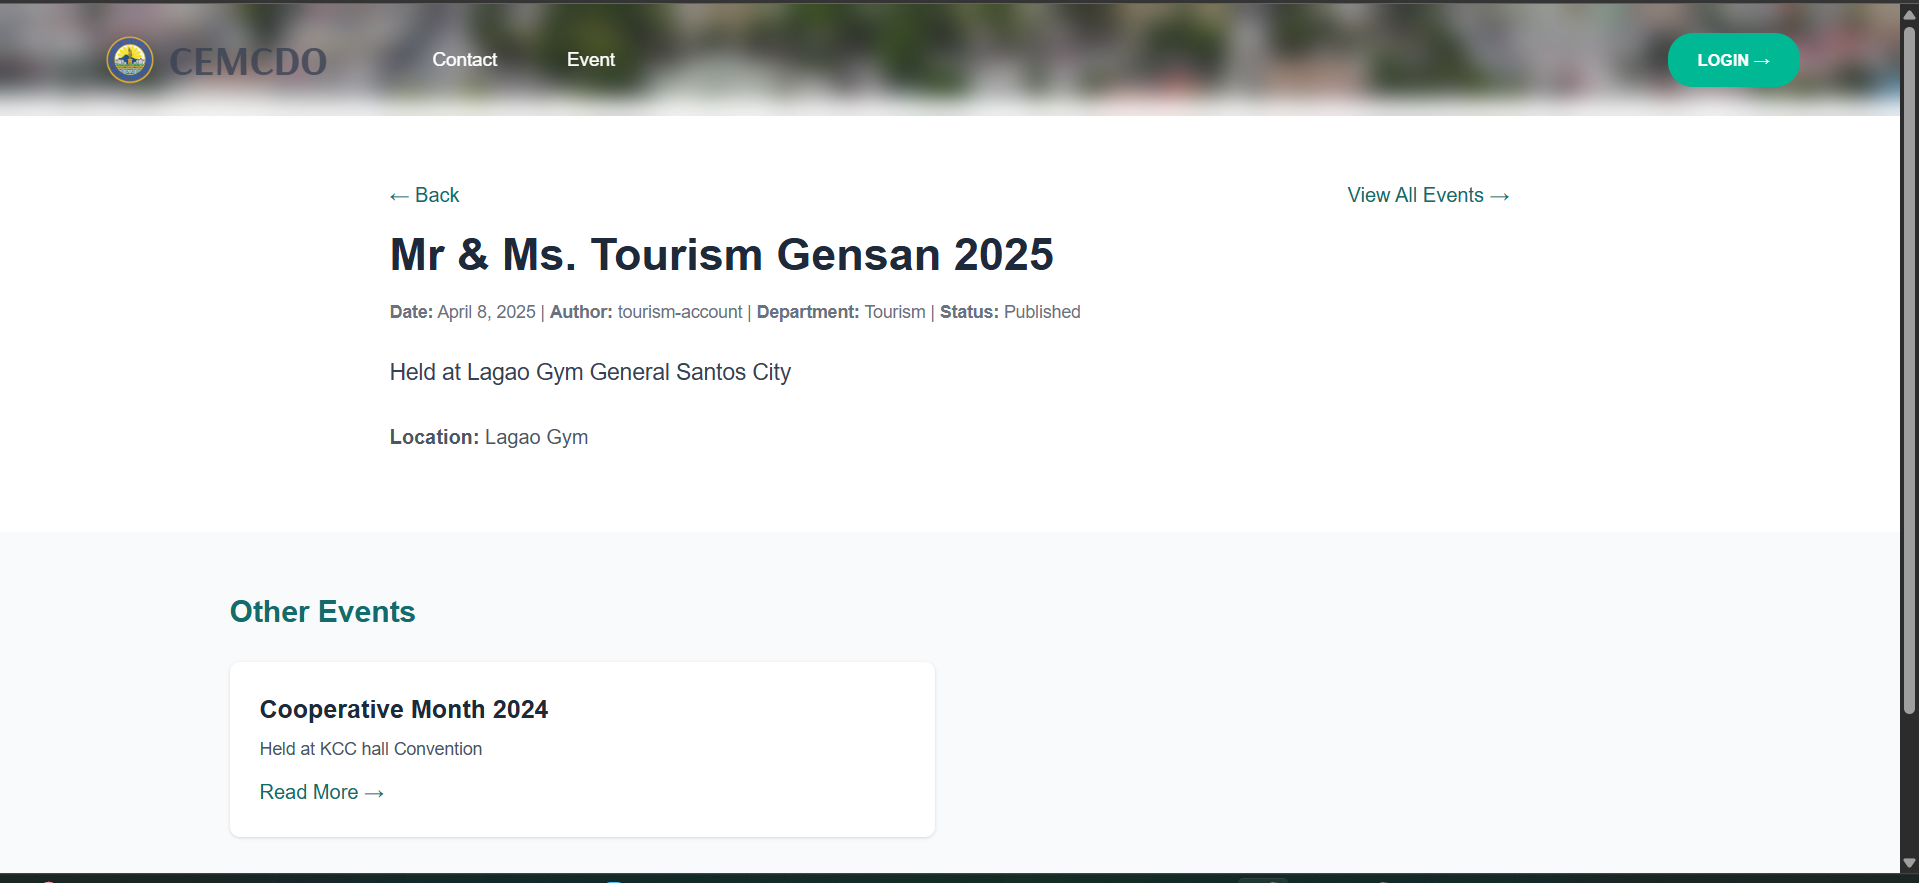 CEMCDO
Contact
Event
LOGIN →
← Back
View All Events →
Mr & Ms. Tourism Gensan 2025
Date: April 8, 2025 | Author: tourism-account | Department: Tourism | Status: Published
Held at Lagao Gym General Santos City
Location: Lagao Gym
Other Events
Cooperative Month 2024
Held at KCC hall Convention
Read More →